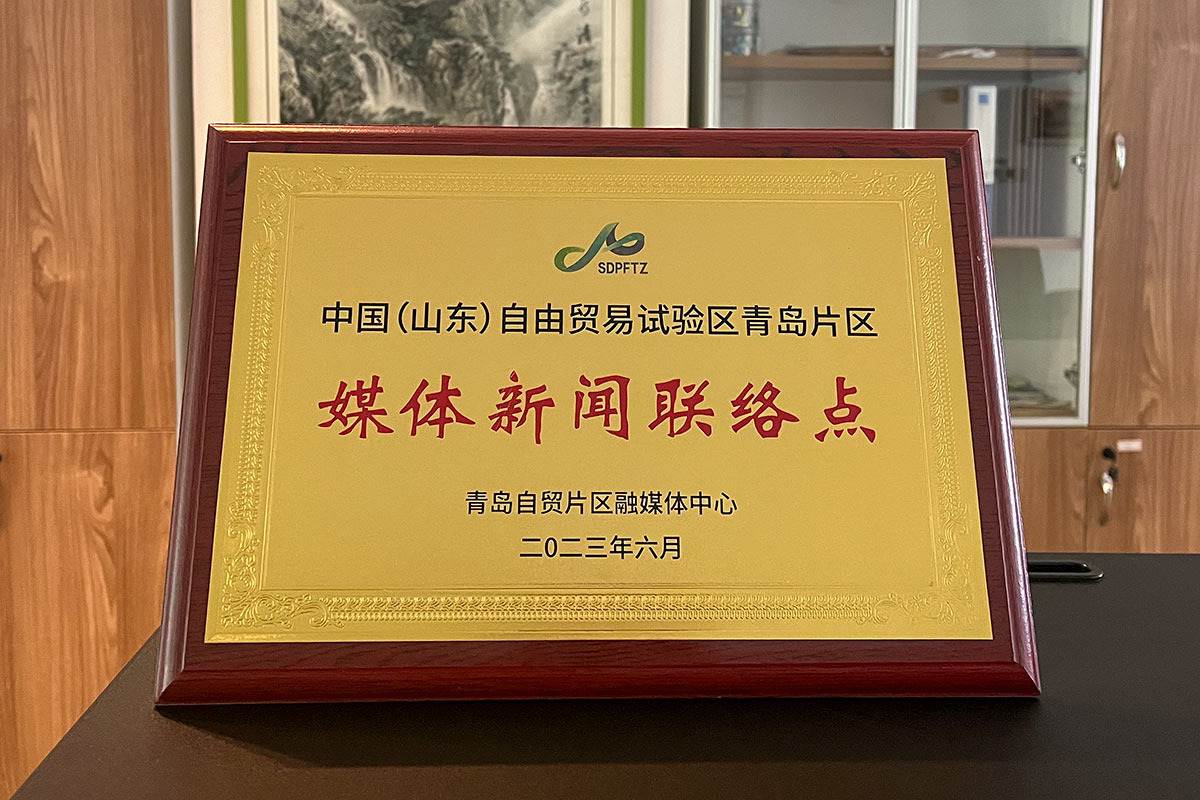 SDPFTZ
中国（山东）自由贸易试验区青岛片区
媒体新闻联络点
青岛自贸片区融媒体中心
二〇二三年六月